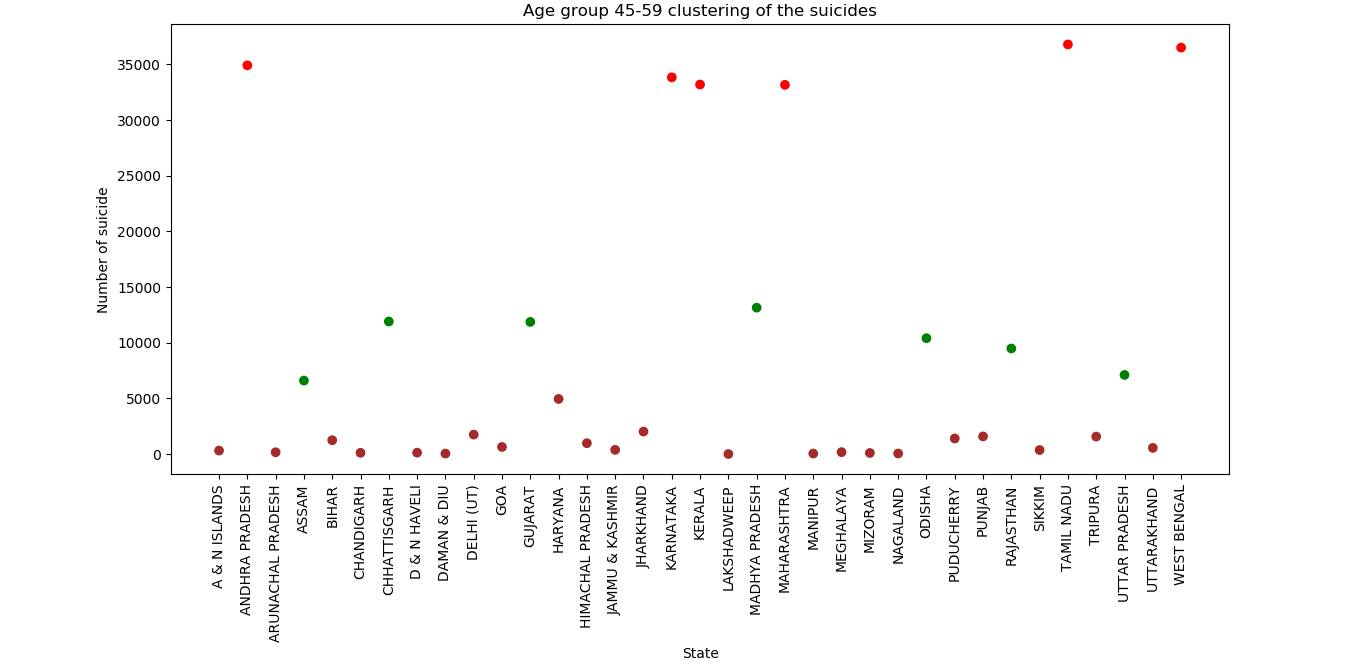 Age group 45-59 clustering of the suicides
Number of suicide
35000
30000
25000
20000
15000
10000
5000
0
A & N ISLANDS
ANDHRA PRADESH
ARUNACHAL PRADESH
ASSAM
BIHAR
CHANDIGARH
CHHATTISGARH
D & N HAVELI
DAMAN & DIU
DELHI (UT)
GOA
GUJARAT
HARYANA
HIMACHAL PRADESH
JAMMU & KASHMIR
JHARKHAND
KARNATAKA
KERALA
LAKSHADWEEP
MADHYA PRADESH
MAHARASHTRA
MANIPUR
MEGHALAYA
MIZORAM
NAGALAND
ODISHA
PUDUCHERRY
PUNJAB
RAJASTHAN
SIKKIM
TAMIL NADU
TRIPURA
UTTAR PRADESH
UTTARAKHAND
WEST BENGAL
State